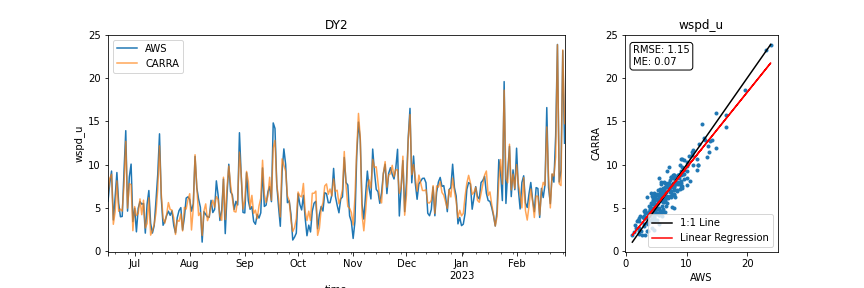 DY2
wspd_u
25
20
15
10
5
0
wspd_u
AWS
CARRA
Jul
Aug
Sep
Oct
Nov
Dec
Jan
2023
Feb
time
wspd_u
25
20
15
10
5
0
CARRA
RMSE: 1.15
ME: 0.07
1:1 Line
Linear Regression
0
10
20
AWS